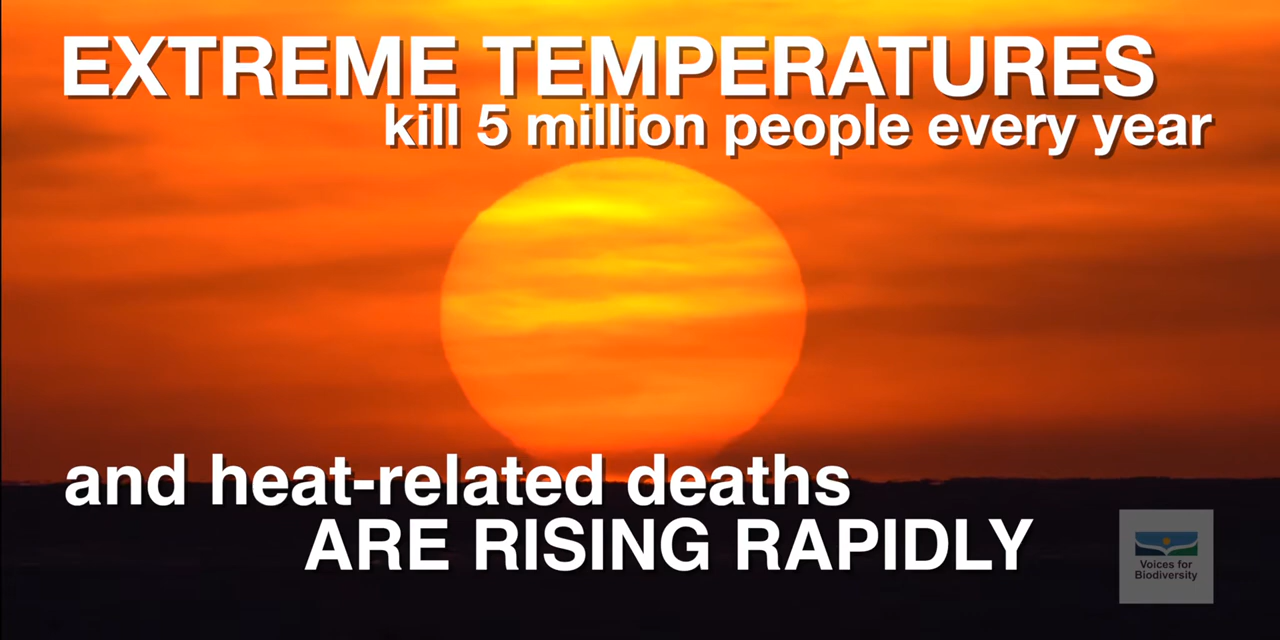 EXTREME TEMPERATURES
kill 5 million people every year
and heat-related deaths
ARE RISING RAPIDLY
Voices for
Biodiversity